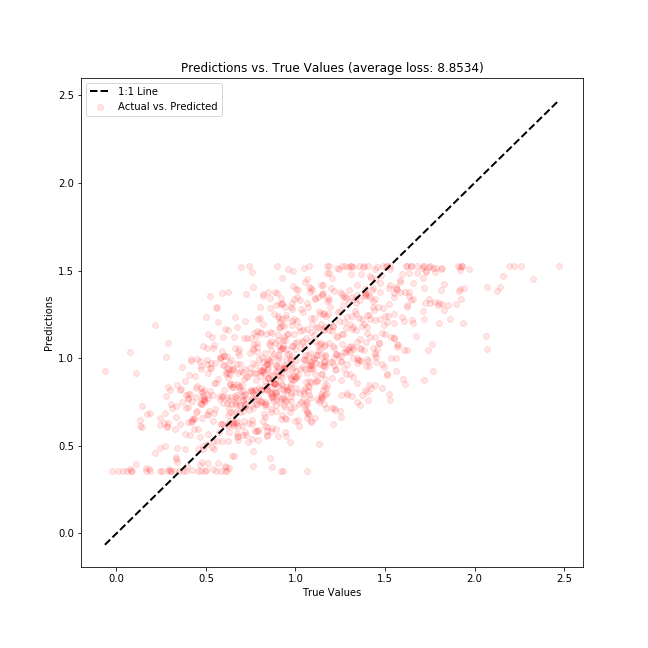 Predictions vs. True Values (average loss: 8.8534)
1:1 Line
Actual vs. Predicted
2.5
2.0
1.5
1.0
0.5
0.0
Predictions
0.0 0.5 1.0 1.5 2.0 2.5
True Values